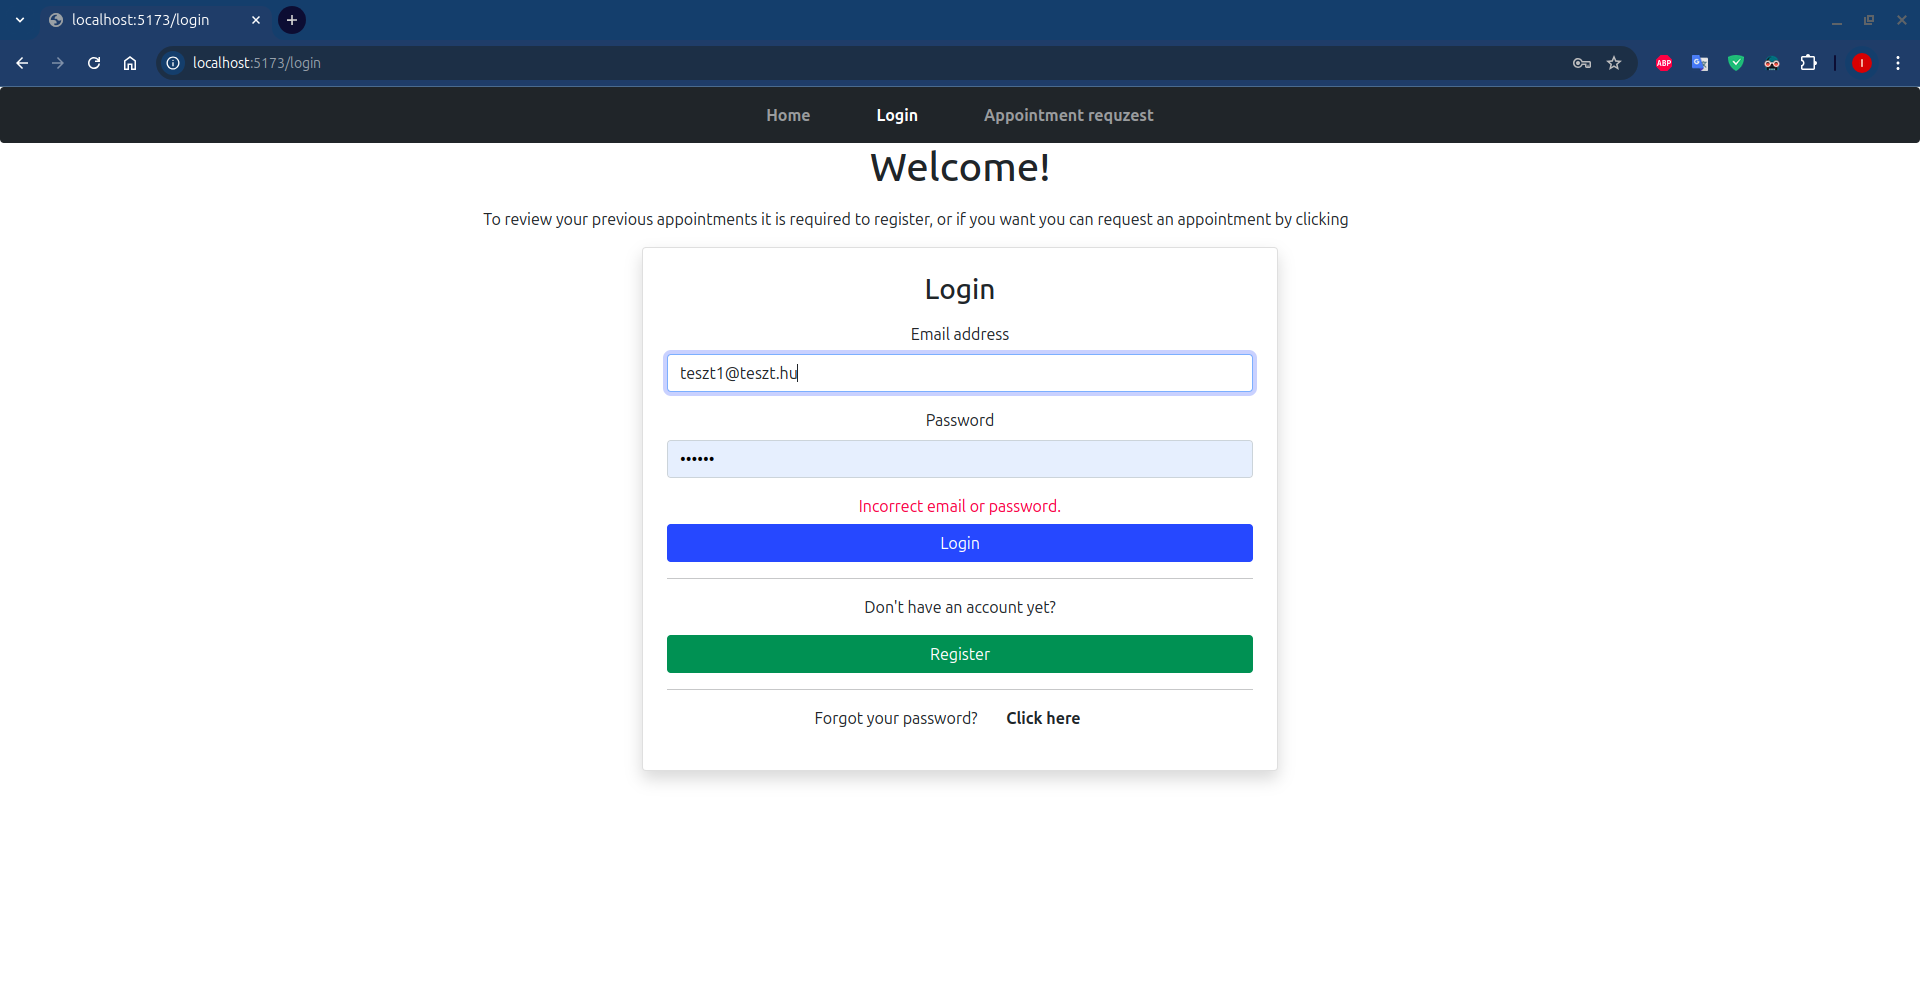 localhost:5173/login
localhost:5173/login
ABP
G
I
Home Login Appointment requzest
Welcome!
To review your previous appointments it is required to register, or if you want you can request an appointment by clicking
Login
Email address
teszt1@teszt.hu
Password
••••••
Incorrect email or password.
Login
Don't have an account yet?
Register
Forgot your password? Click here